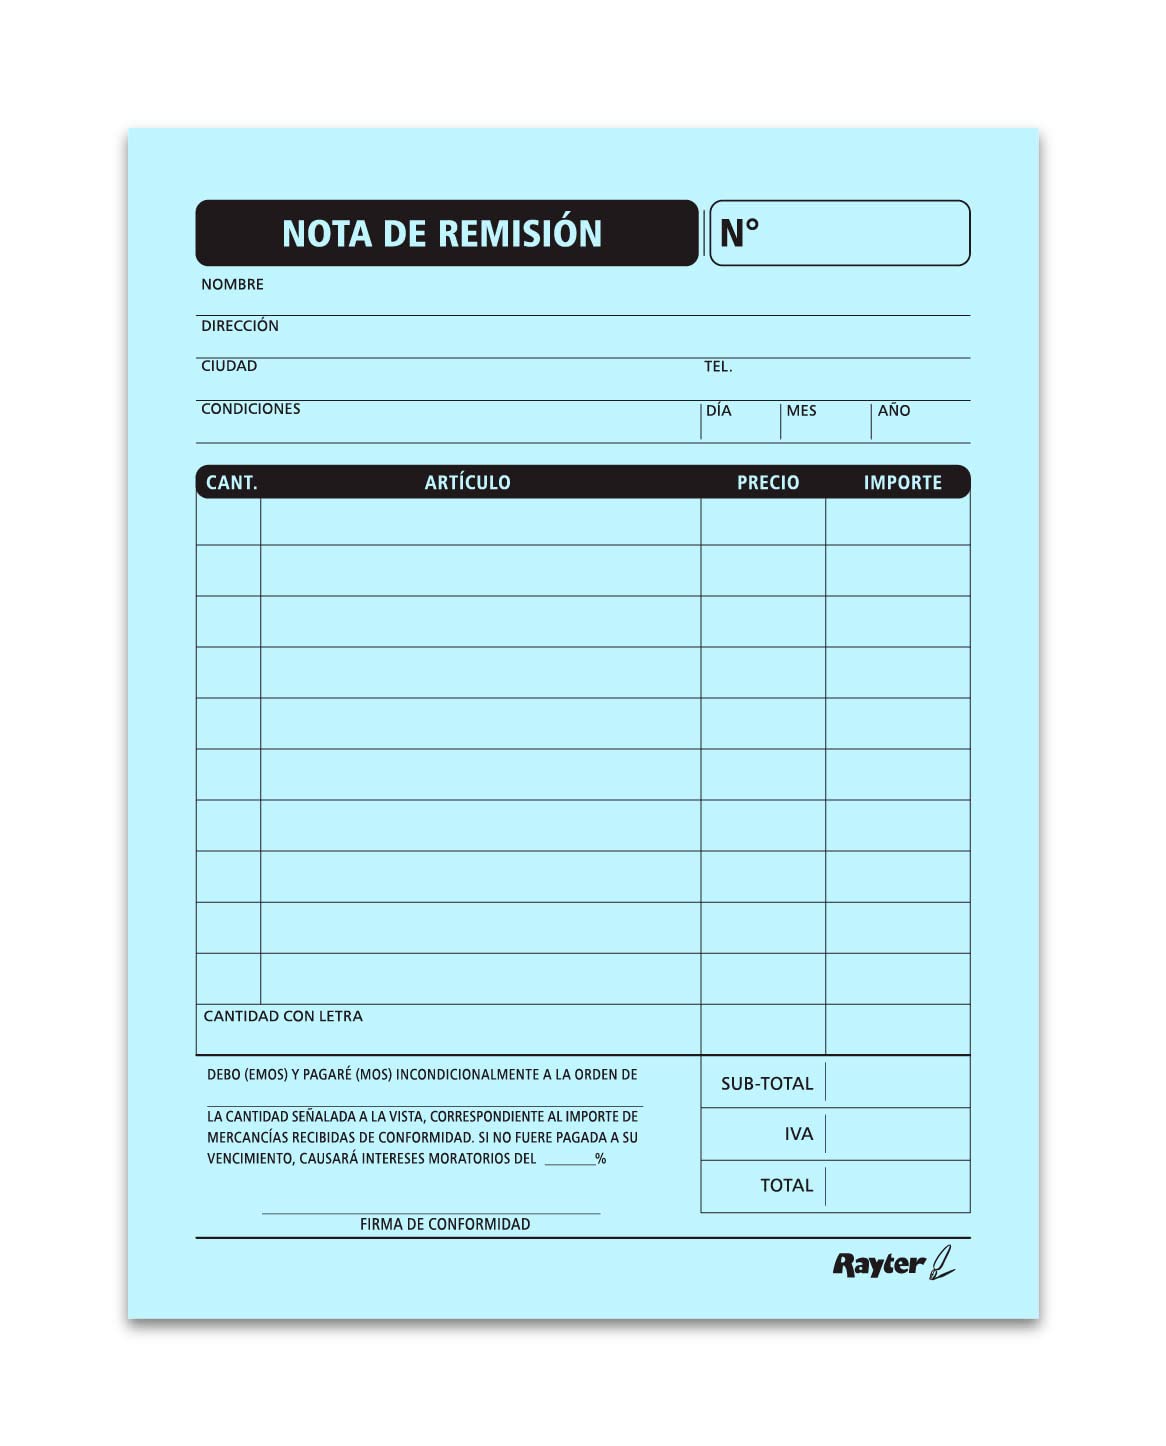 NOTA DE REMISIÓN N°
NOMBRE
DIRECCIÓN
CIUDAD TEL.
CONDICIONES DÍA MES AÑO
CANT. ARTÍCULO PRECIO IMPORTE
CANTIDAD CON LETRA
DEBO (EMOS) Y PAGARÉ (MOS) INCONDICIONALMENTE A LA ORDEN DE
LA CANTIDAD SEÑALADA A LA VISTA, CORRESPONDIENTE AL IMPORTE DE
MERCANCÍAS RECIBIDAS DE CONFORMIDAD. SI NO FUERE PAGADA A SU
VENCIMIENTO, CAUSARÁ INTERESES MORATORIOS DEL ______%
SUB-TOTAL
IVA
TOTAL
FIRMA DE CONFORMIDAD
Rayter